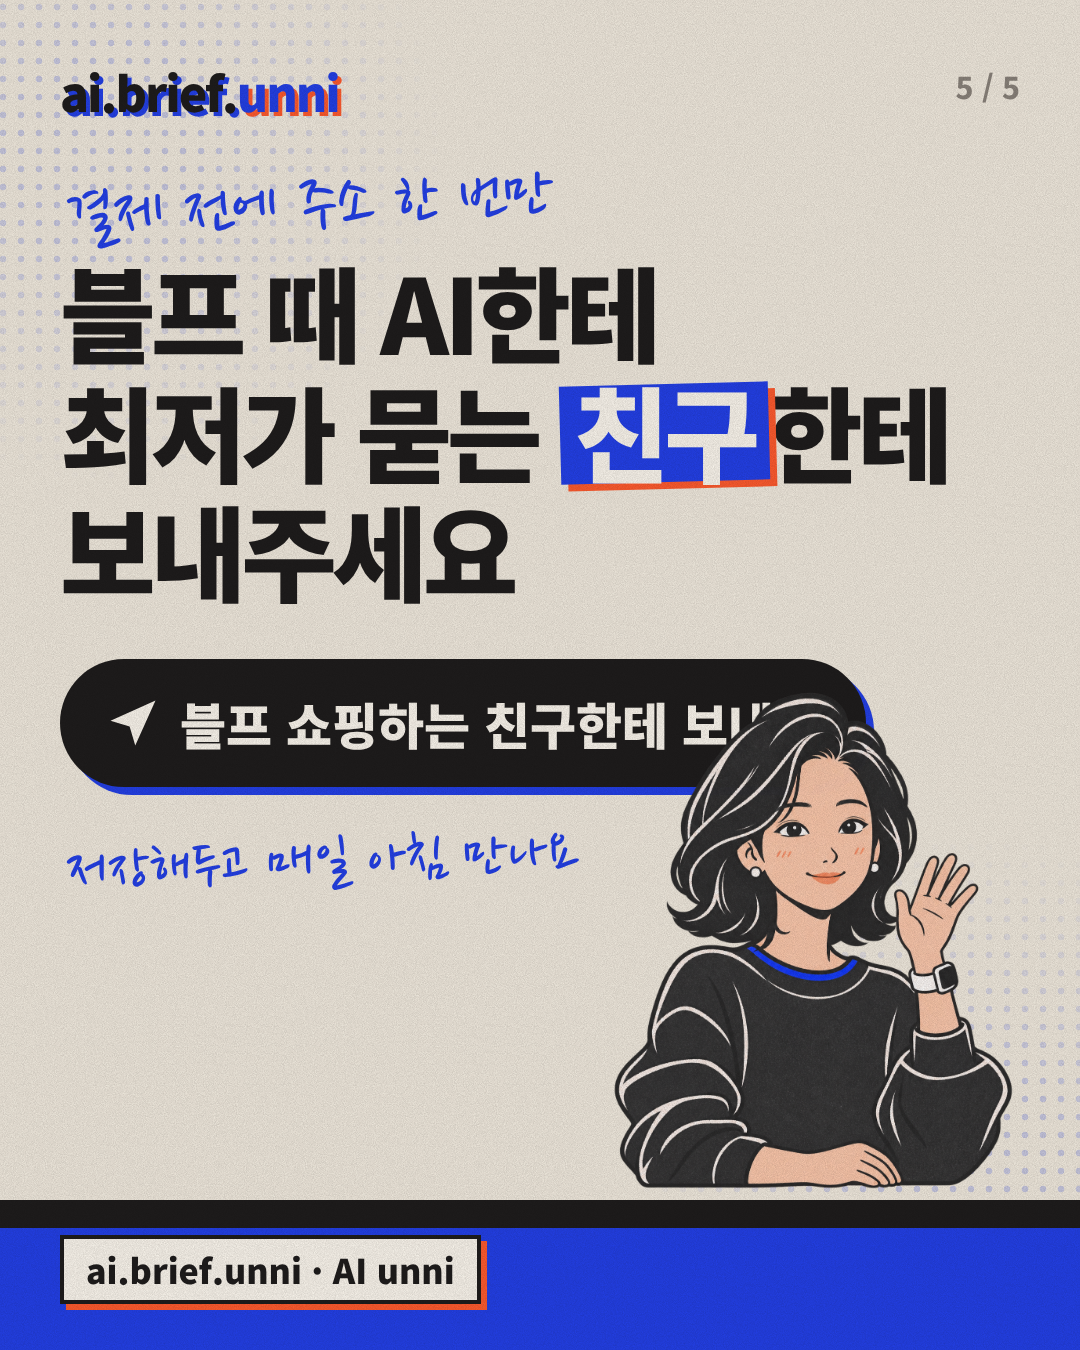 ai.brief.unni
5 / 5
결제 전에 주소 한 번만
블프 때 AI한테
최저가 묻는 친구한테
보내주세요
블프 쇼핑하는 친구한테
저장해두고 매일 아침 만나요
ai.brief.unni · AI unni